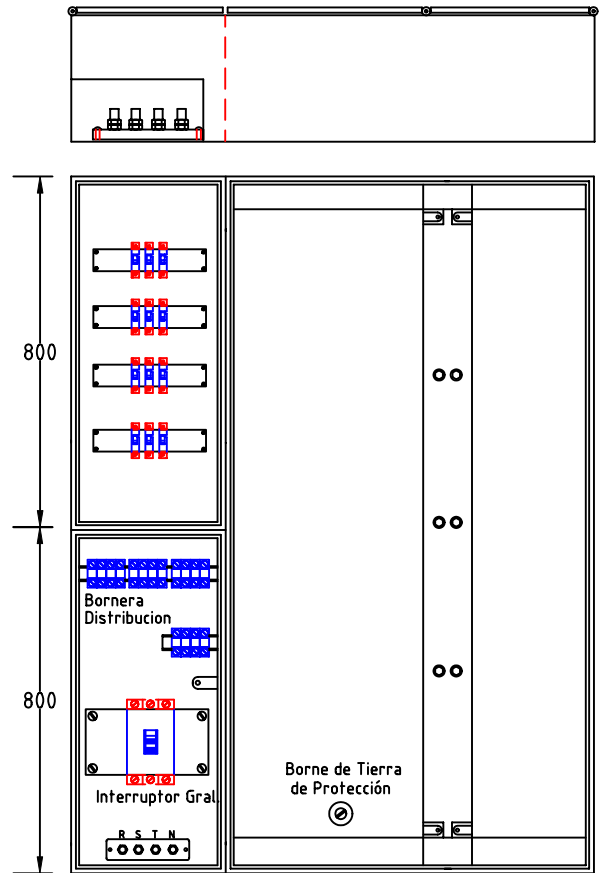 800
Bornera
Distribucion
800
Interruptor Gral.
Borne de Tierra
de Protección
R S T N